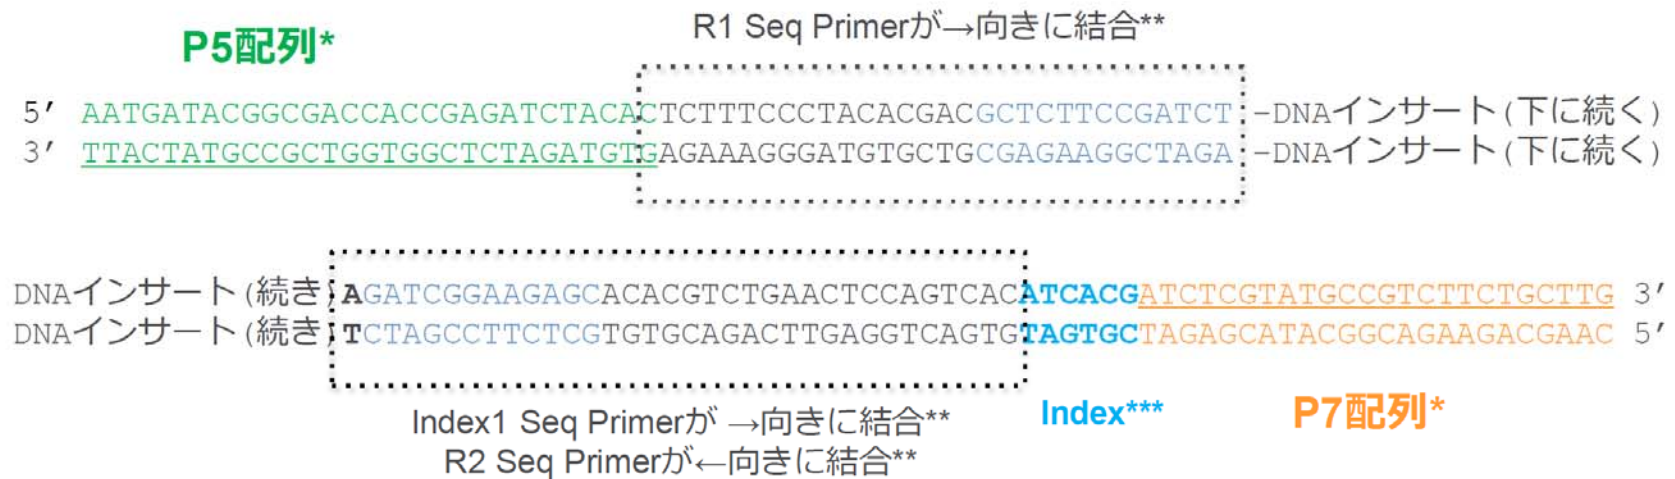 R1 Seq Primerが→向きに結合**
P5配列*
5′ AATGATACGGCGACCACCGAGATCTACACTCTTTCCCTACACGACGCTCTTCCGATCT -DNAインサート(下に続く)
3′ TTACTATGCCGCTGGTGGCTCTAGATGTGAGAAAGGGATGTGCTGCGAGAAGGCTAGA -DNAインサート(下に続く)
DNAインサート(続き)AGATCGGAAGAGCACACGTCTGAACTCCAGTCACATCACGATCTCGTATGCCGTCTTCTGCTTG 3′
DNAインサート(続き)TCTAGCCTTCTCGTGTGCAGACTTGAGGTCAGTGTAGTGCTAGAGCATACGGCAGAAGACGAAC 5′
Index1 Seq Primerが →向きに結合**
R2 Seq Primerが←向きに結合**
Index***
P7配列*